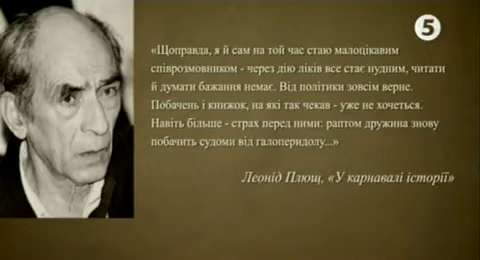 5
«Щоправда, я й сам на той час стаю малоцікавим
співрозмовником - через дію ліків все стає нудним, читати
й думати бажання немає. Від політики зовсім верне.
Побачень і книжок, на які так чекав - уже не хочеться.
Навіть більше - страх перед ними: раптом дружина знову
побачить судоми від галоперидолу...»
Леонід Плющ, «У карнавалі історії»